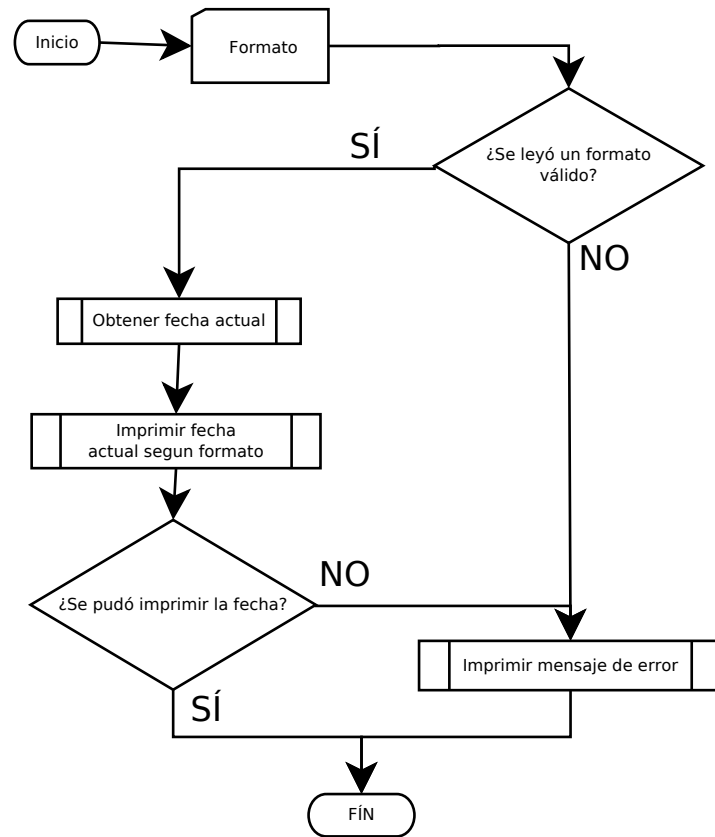 Inicio
Formato
¿Se leyó un formato
válido?
SÍ
NO
Obtener fecha actual
Imprimir fecha
actual segun formato
¿Se pudó imprimir la fecha?
NO
Imprimir mensaje de error
SÍ
FÍN